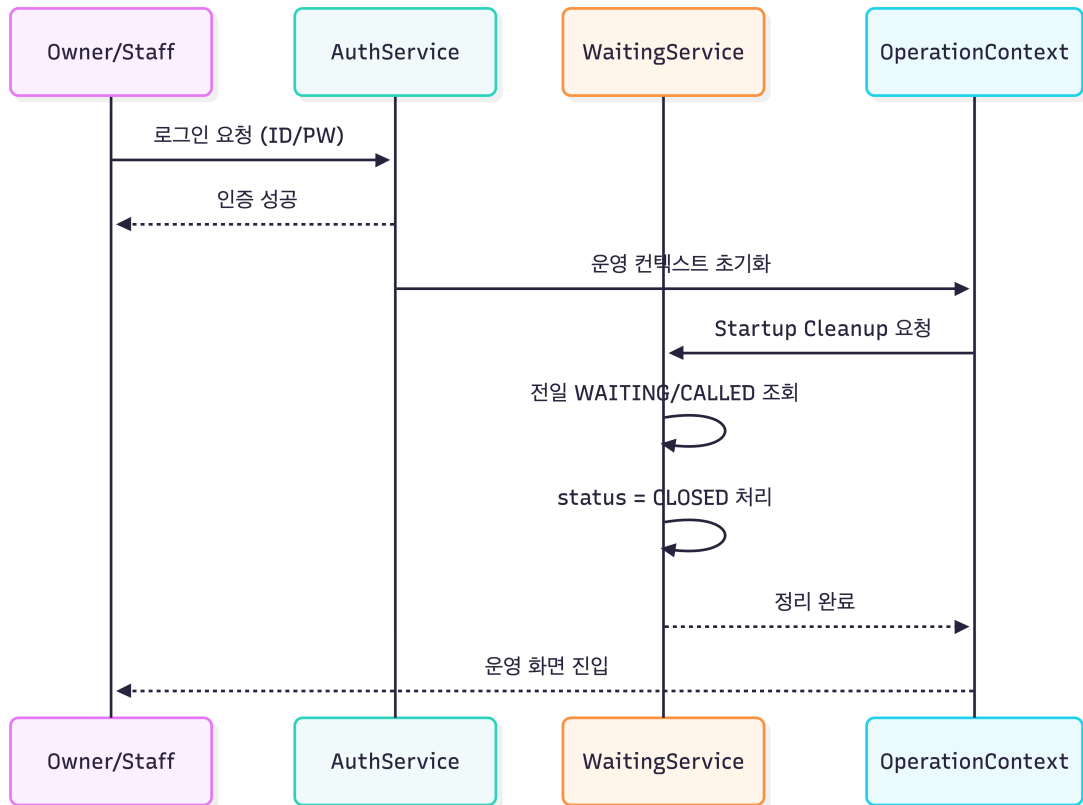 Owner/Staff
AuthService
WaitingService
OperationContext
로그인 요청 (ID/PW)
인증 성공
운영 컨텍스트 초기화
Startup Cleanup 요청
전일 WAITING/CALLED 조회
status = CLOSED 처리
정리 완료
운영 화면 진입
Owner/Staff
AuthService
WaitingService
OperationContext